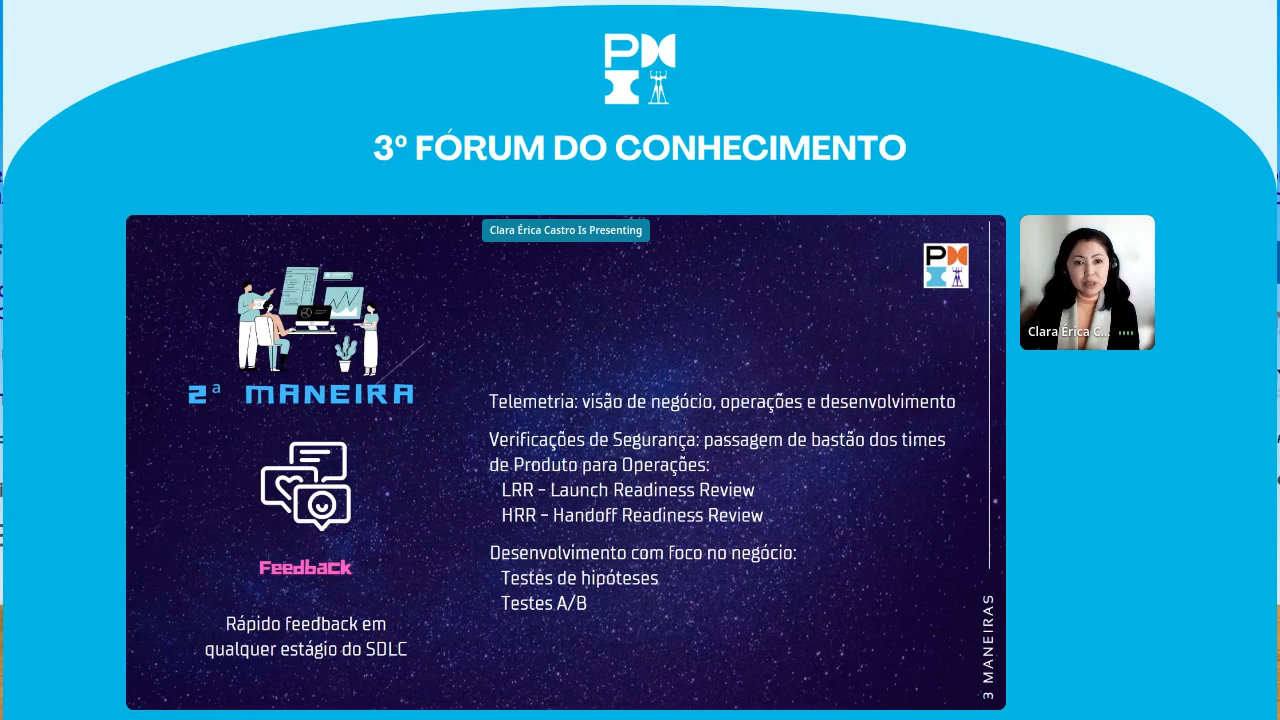 PMI
3º FÓRUM DO CONHECIMENTO
Clara Érica Castro Is Presenting
PMI
2ª MANEIRA
Feedback
Rápido feedback em
qualquer estágio do SDLC
Telemetria: visão de negócio, operações e desenvolvimento
Verificações de Segurança: passagem de bastão dos times
de Produto para Operações:
LRR – Launch Readiness Review
HRR – Handoff Readiness Review
Desenvolvimento com foco no negócio:
Testes de hipóteses
Testes A/B
3 MANEIRAS
Clara Érica C...